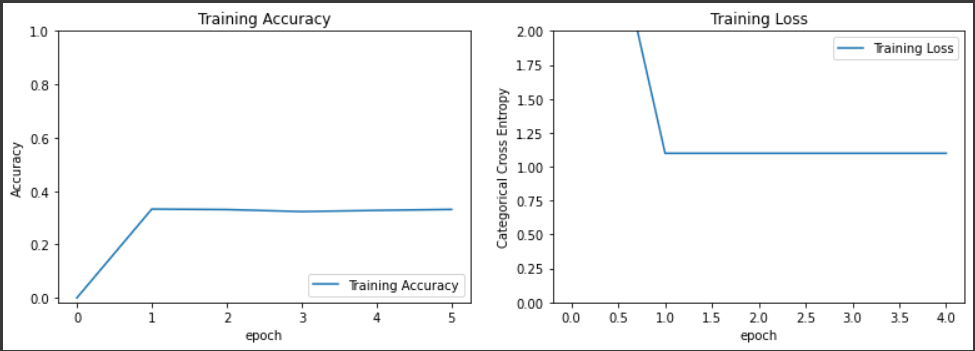 Training Accuracy
1.0
0.8
0.6
0.4
0.2
0.0
Accuracy
Training Accuracy
0 1 2 3 4 5
epoch
Training Loss
2.00
1.75
1.50
1.25
1.00
0.75
0.50
0.25
0.00
Categorical Cross Entropy
Training Loss
0.0 0.5 1.0 1.5 2.0 2.5 3.0 3.5 4.0
epoch